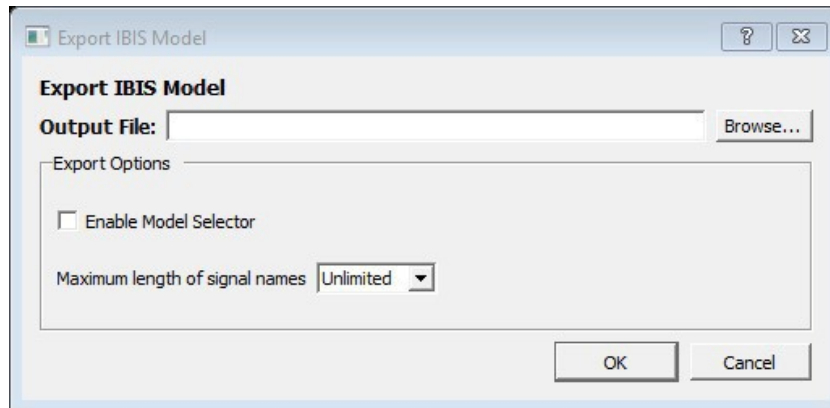 Export IBIS Model
Export IBIS Model
Output File: Browse...
Export Options
Enable Model Selector
Maximum length of signal names Unlimited
OK Cancel